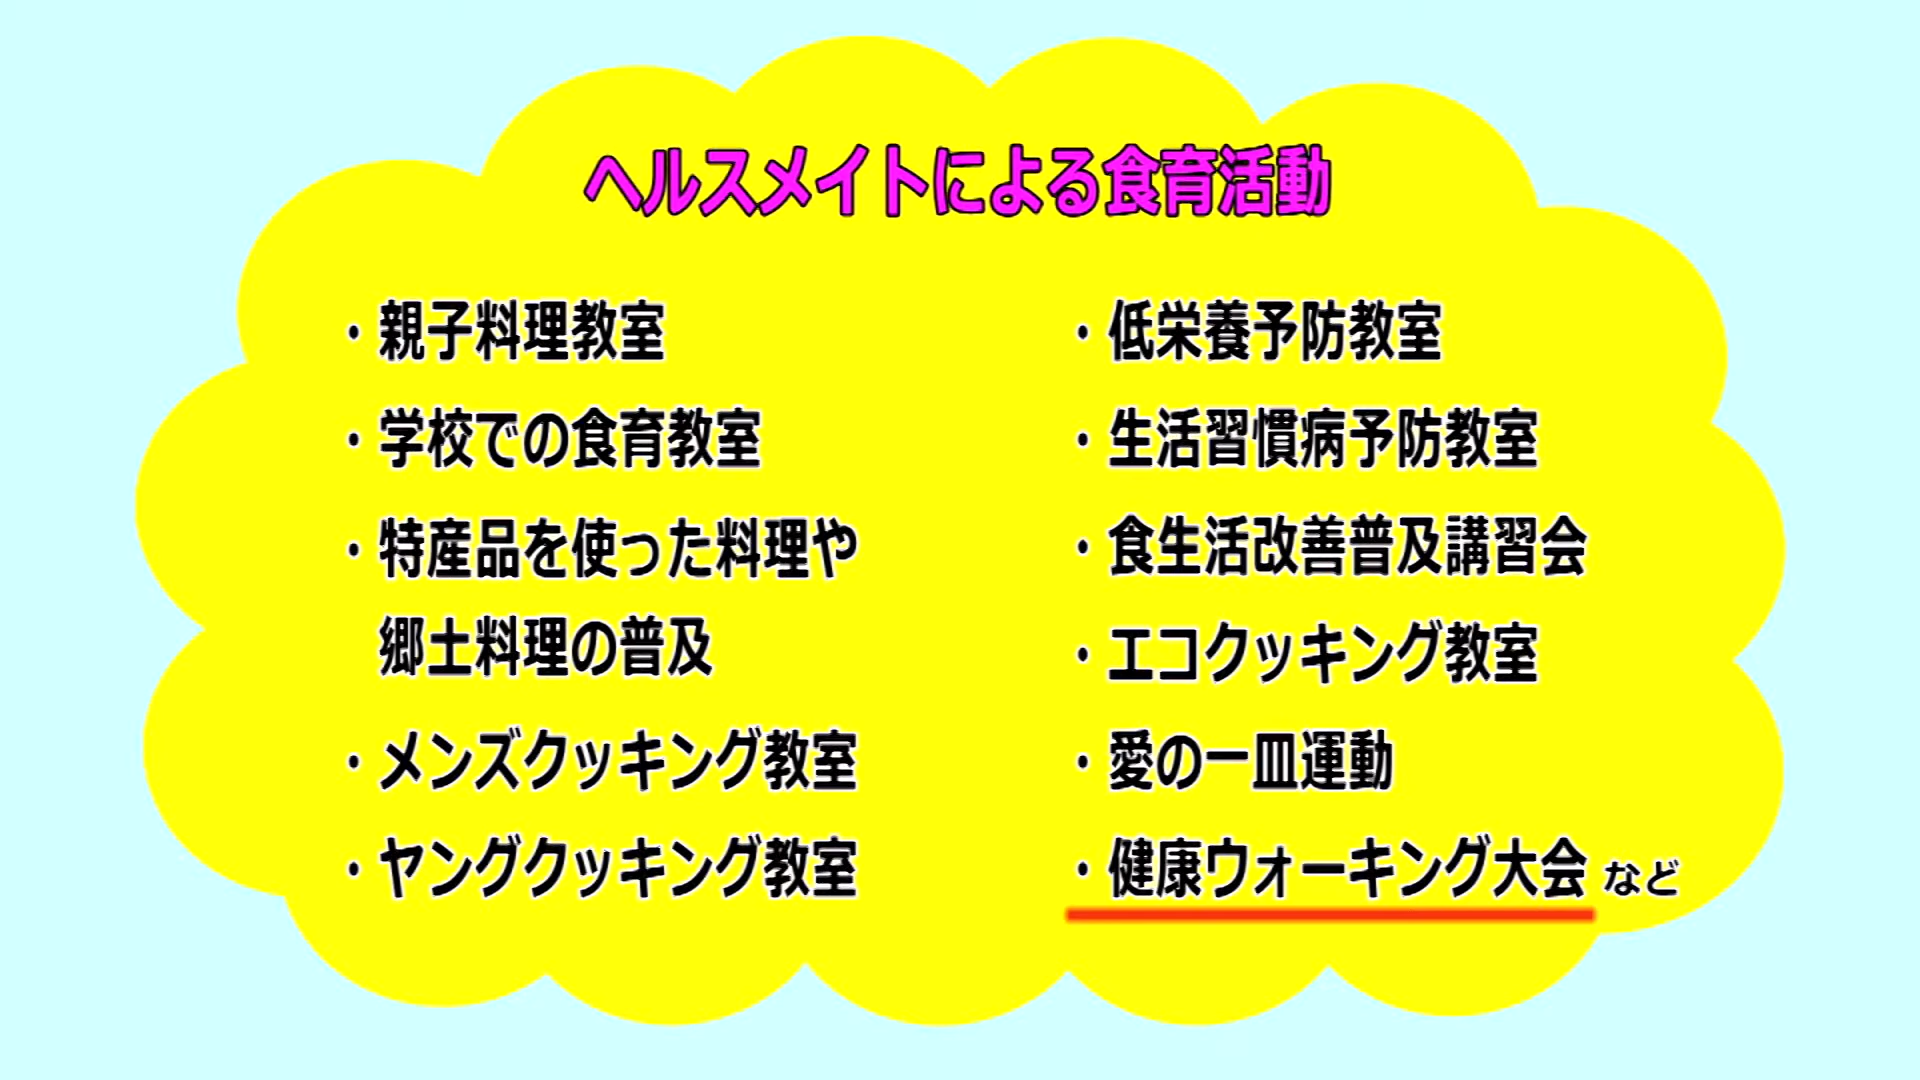 ヘルスメイトによる食育活動
・親子料理教室
・学校での食育教室
・特産品を使った料理や
郷土料理の普及
・メンズクッキング教室
・ヤングクッキング教室
・低栄養予防教室
・生活習慣病予防教室
・食生活改善普及講習会
・エコクッキング教室
・愛の一皿運動
・健康ウォーキング大会 など